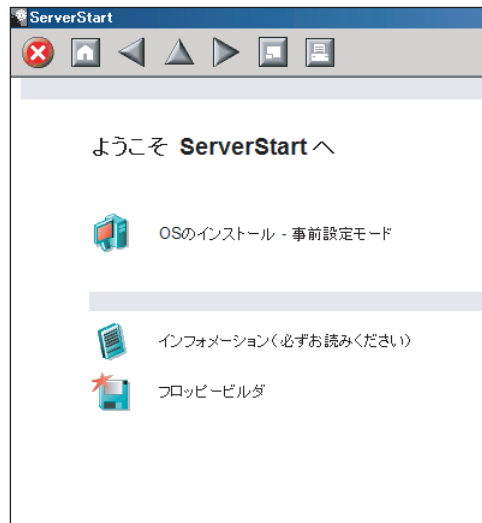 ServerStart
ようこそ ServerStart へ
OSのインストール - 事前設定モード
インフォメーション(必ずお読みください)
フロッピービルダ